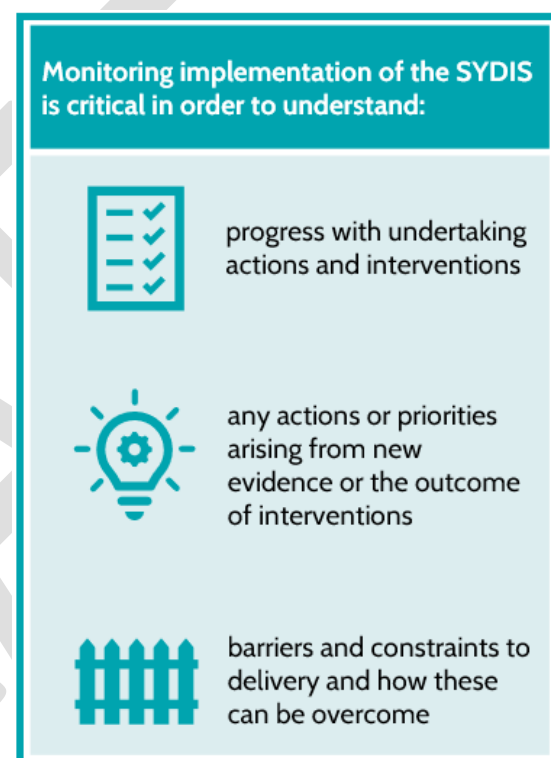 Monitoring implementation of the SYDIS
is critical in order to understand:
progress with undertaking
actions and interventions
any actions or priorities
arising from new
evidence or the outcome
of interventions
barriers and constraints to
delivery and how these
can be overcome